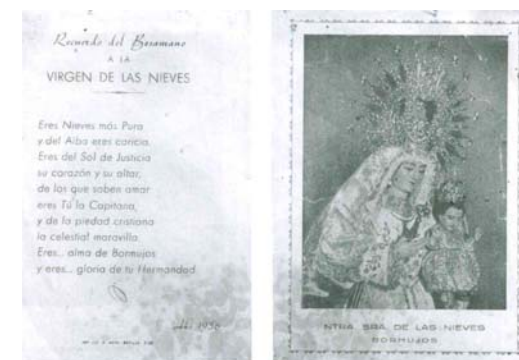 Recuerdo del Besamano
A LA
VIRGEN DE LAS NIEVES
Eres Nieves más Pura
y del Alba eres caricia.
Eres del Sol de Justicia
su corazón y su altar,
de los que saben amar
eres Tú la Capitana,
y de la piedad cristiana
la celestial maravilla.
Eres.. alma de Bormujos
y eres.. gloria de tu Hermandad
NTRA. SRA. DE LAS NIEVES
BORMUJOS